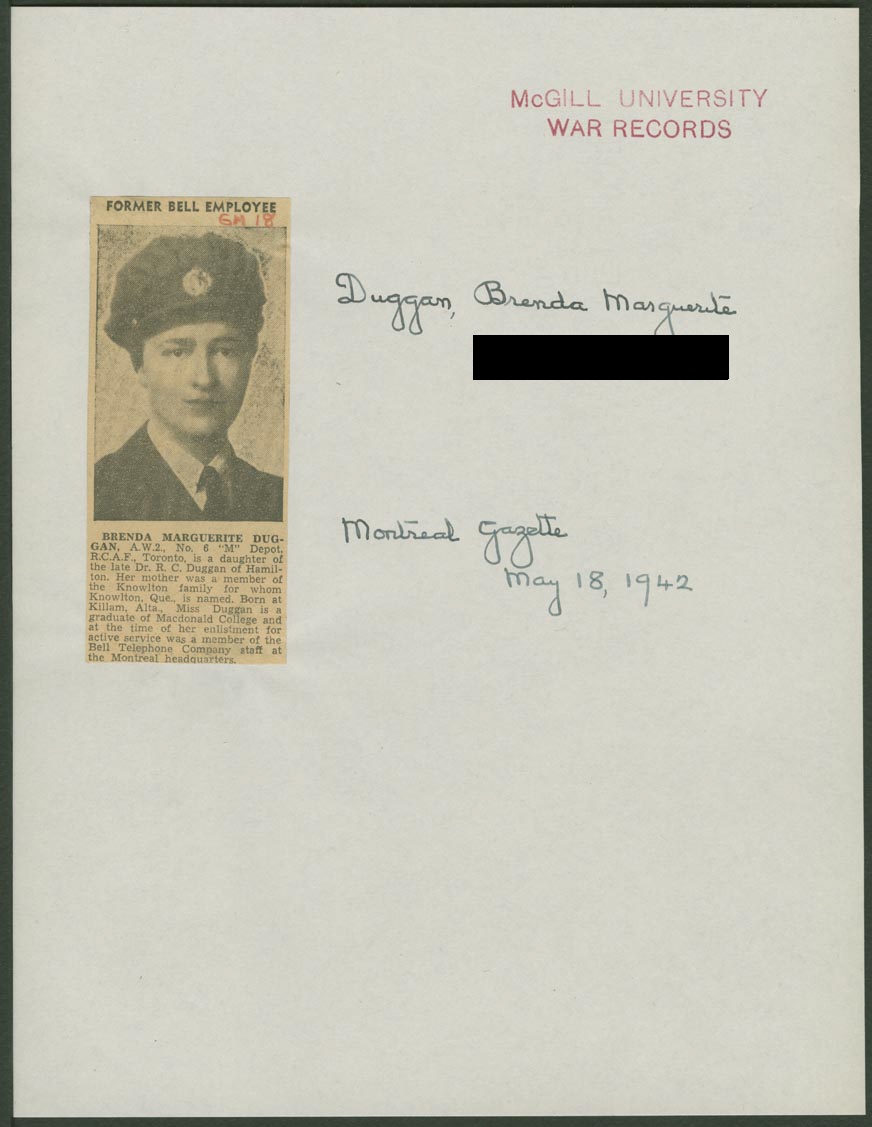 McGILL UNIVERSITY
WAR RECORDS
FORMER BELL EMPLOYEE
GM 18
Duggan, Brenda Marguerite
BRENDA MARGUERITE DUG-
GAN, A.W.2., No. 6 "M" Depot,
R.C.A.F., Toronto, is a daughter of
the late Dr. R. C. Duggan of Hamil-
ton. Her mother was a member of
the Knowlton family for whom
Knowlton, Que., is named. Born at
Killam, Alta., Miss Duggan is a
graduate of Macdonald College and
at the time of her enlistment for
active service was a member of the
Bell Telephone Company staff at
the Montreal headquarters.
Montreal Gazette
May 18, 1942